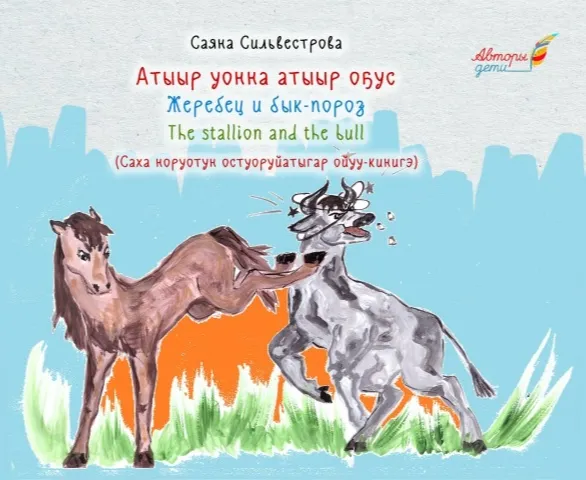 Саяна Сильвестрова
Авторы
дети
Атыыр уонна атыыр оҕус
Жеребец и бык-пороз
The stallion and the bull
(Саха норуотун остуоруйатыгар ойуу-кинигэ)